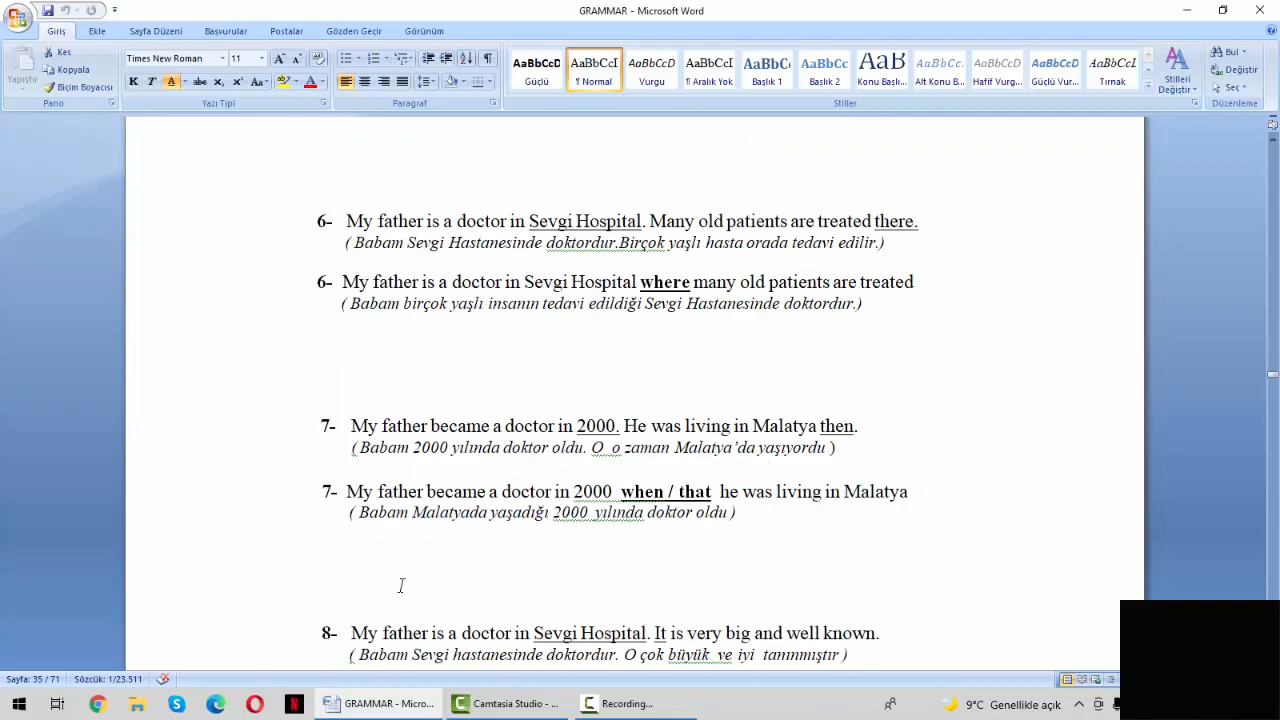 GRAMMAR - Microsoft Word
Giriş Ekle Sayfa Düzeni Başvurular Postalar Gözden Geçir Görünüm
Yapıştır
Kes
Kopyala
Biçim Boyacısı
Pano
Times New Roman 11
K T A abc x₂ x² Aa
Yazı Tipi
Paragraf
AaBbCcD AaBbCcI AaBbCcD AaBbCcI AaBbC AaBbCc AaB AaBbCc. AaBbCcD AaBbCcD AaBbCcI
Güçlü ¶ Normal Vurgu ¶ Aralık Yok Başlık 1 Başlık 2 Konu Başlı... Alt Konu B... Hafif Vurg... Güçlü Vur... Tırnak
Stiller
Stilleri Değiştir
Bul
Değiştir
Seç
Düzenleme
6- My father is a doctor in Sevgi Hospital. Many old patients are treated there.
( Babam Sevgi Hastanesinde doktordur.Birçok yaşlı hasta orada tedavi edilir.)
6- My father is a doctor in Sevgi Hospital where many old patients are treated
( Babam birçok yaşlı insanın tedavi edildiği Sevgi Hastanesinde doktordur.)
7- My father became a doctor in 2000. He was living in Malatya then.
( Babam 2000 yılında doktor oldu. O o zaman Malatya’da yaşıyordu )
7- My father became a doctor in 2000 when / that he was living in Malatya
( Babam Malatyada yaşadığı 2000 yılında doktor oldu )
8- My father is a doctor in Sevgi Hospital. It is very big and well known.
( Babam Sevgi hastanesinde doktordur. O çok büyük ve iyi tanınmıştır )
Sayfa: 35 / 71 Sözcük: 1/23.511
GRAMMAR - Micro... Camtasia Studio - ... Recording... 9°C Genellikle açık